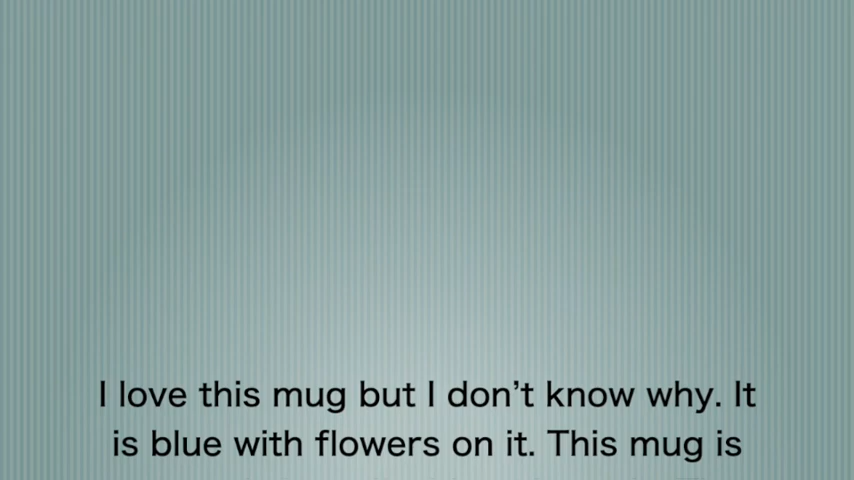 I love this mug but I don’t know why. It
is blue with flowers on it. This mug is